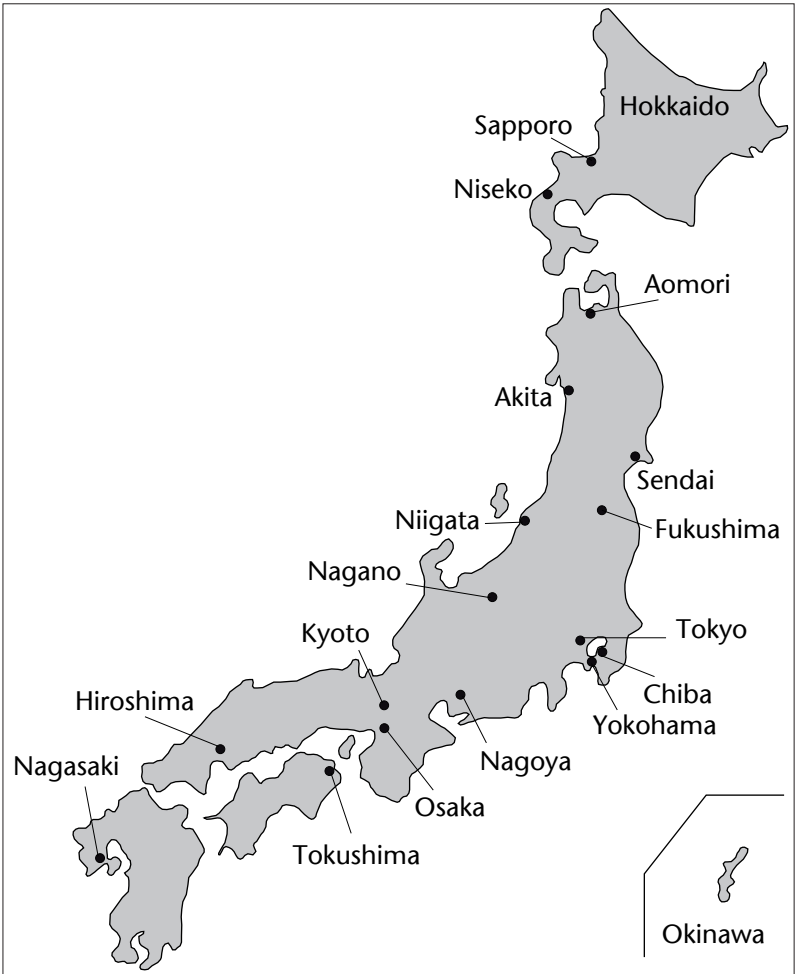 Hokkaido
Sapporo
Niseko
Aomori
Akita
Sendai
Niigata
Fukushima
Nagano
Tokyo
Kyoto
Chiba
Hiroshima
Yokohama
Nagoya
Nagasaki
Osaka
Tokushima
Okinawa